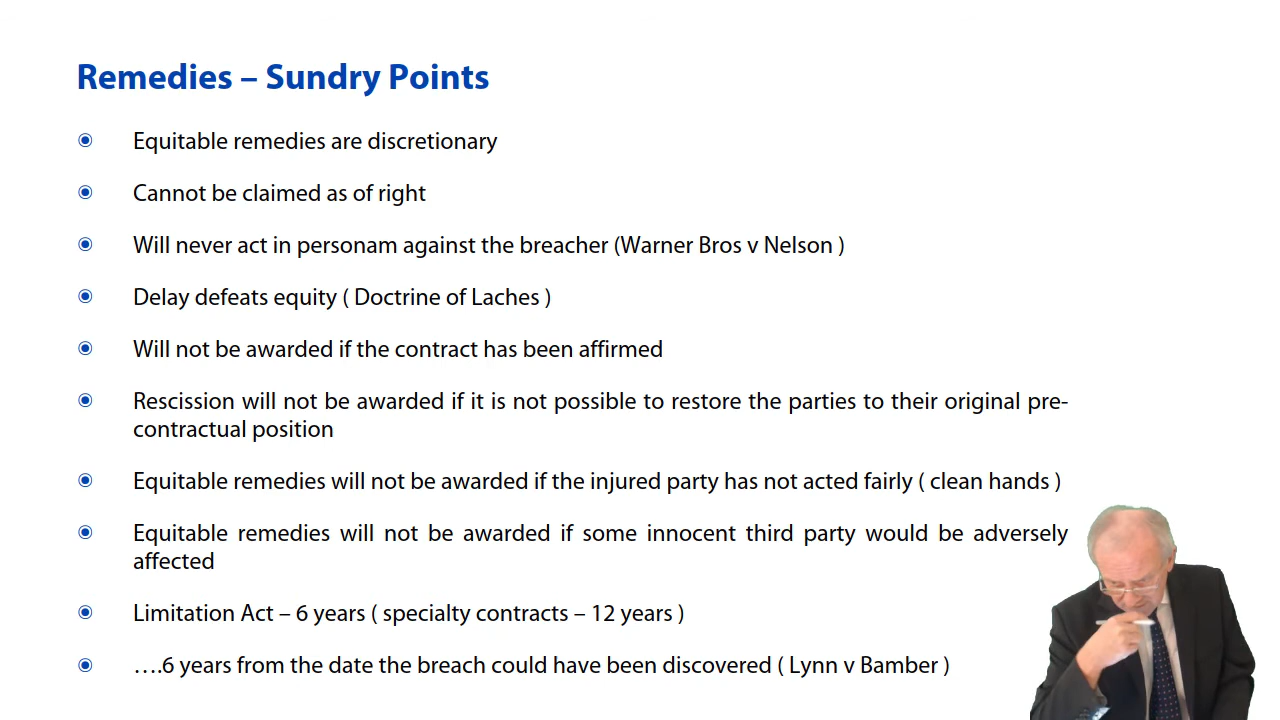 Remedies – Sundry Points
Equitable remedies are discretionary
Cannot be claimed as of right
Will never act in personam against the breacher (Warner Bros v Nelson )
Delay defeats equity ( Doctrine of Laches )
Will not be awarded if the contract has been affirmed
Rescission will not be awarded if it is not possible to restore the parties to their original pre-
contractual position
Equitable remedies will not be awarded if the injured party has not acted fairly ( clean hands )
Equitable remedies will not be awarded if some innocent third party would be adversely
affected
Limitation Act – 6 years ( specialty contracts – 12 years )
….6 years from the date the breach could have been discovered ( Lynn v Bamber )